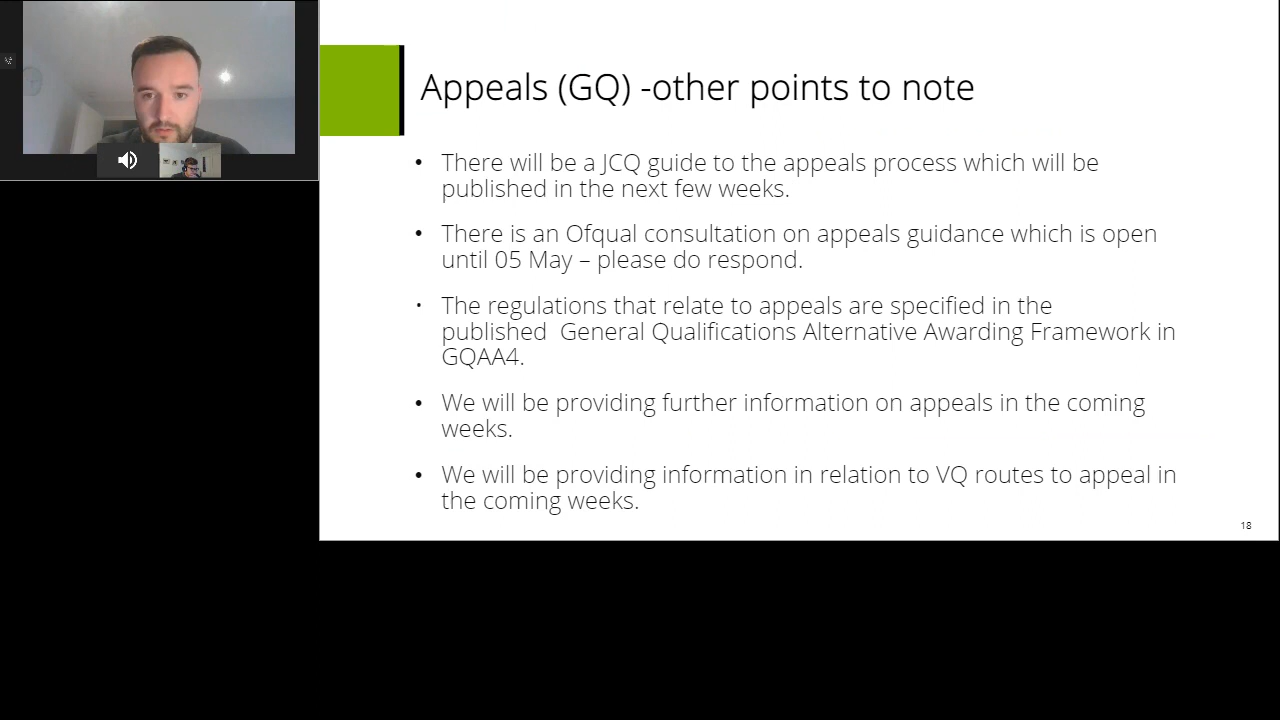 Appeals (GQ) -other points to note
• There will be a JCQ guide to the appeals process which will be
published in the next few weeks.
• There is an Ofqual consultation on appeals guidance which is open
until 05 May – please do respond.
• The regulations that relate to appeals are specified in the
published  General Qualifications Alternative Awarding Framework in
GQAA4.
• We will be providing further information on appeals in the coming
weeks.
• We will be providing information in relation to VQ routes to appeal in
the coming weeks.
18